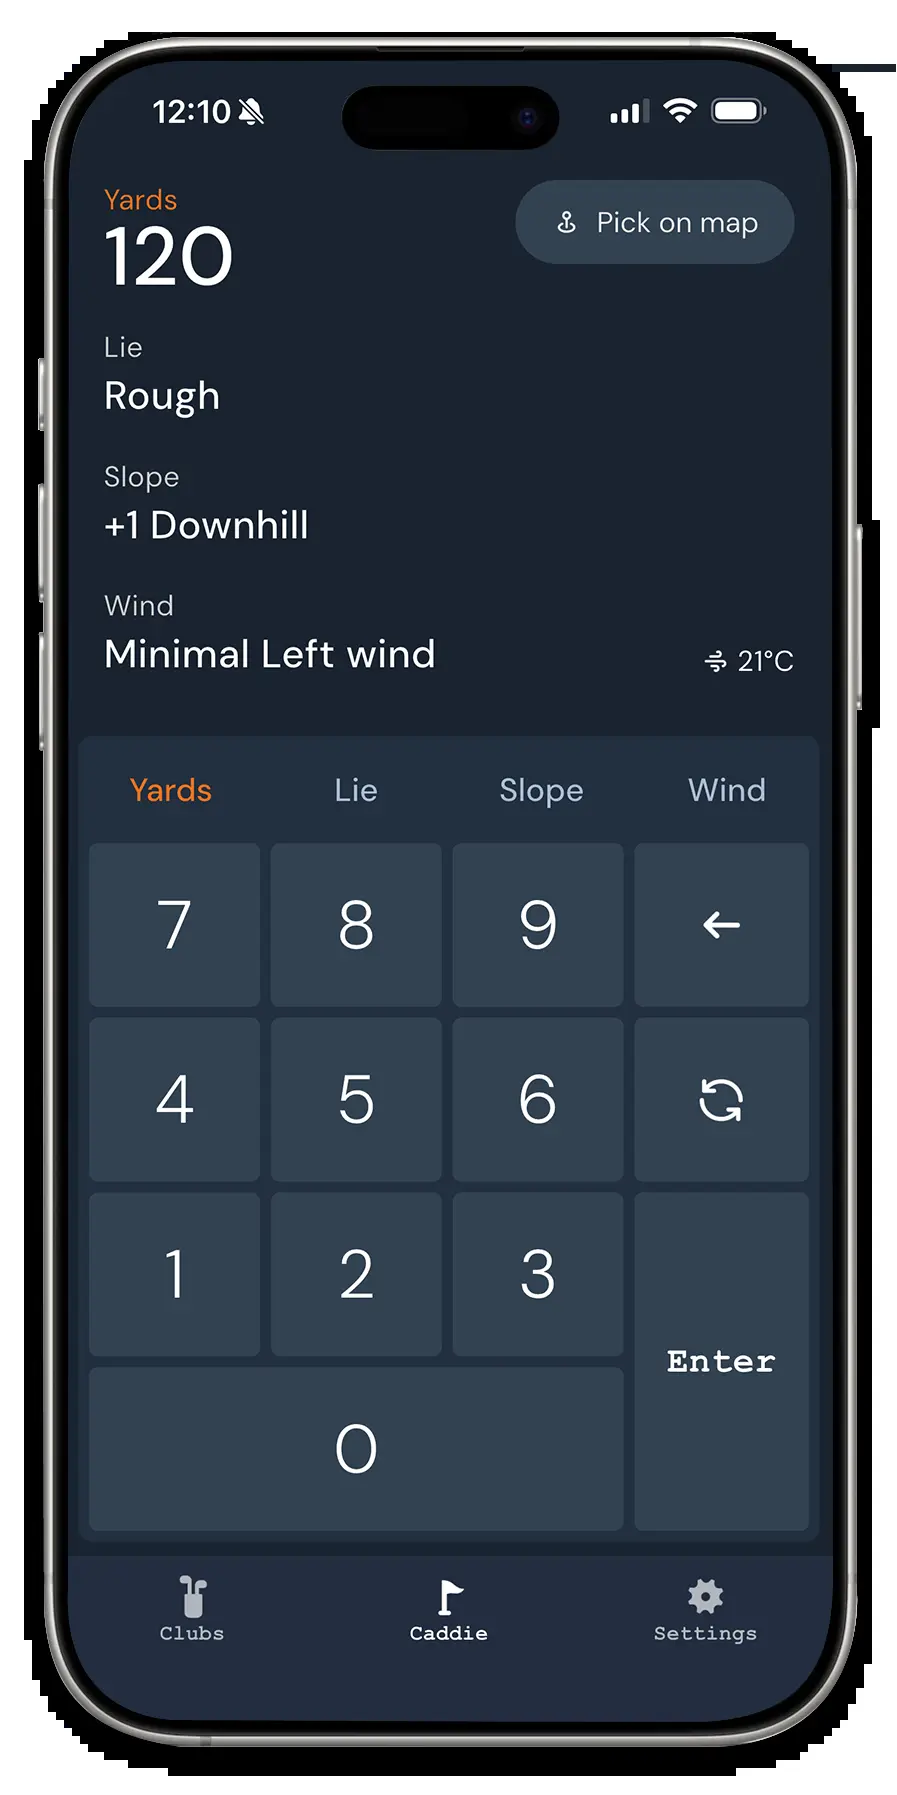 12:10
Yards
120
Pick on map
Lie
Rough
Slope
+1 Downhill
Wind
Minimal Left wind
21°C
Yards Lie Slope Wind
7 8 9 ←
4 5 6
1 2 3
Enter
0
Clubs Caddie Settings